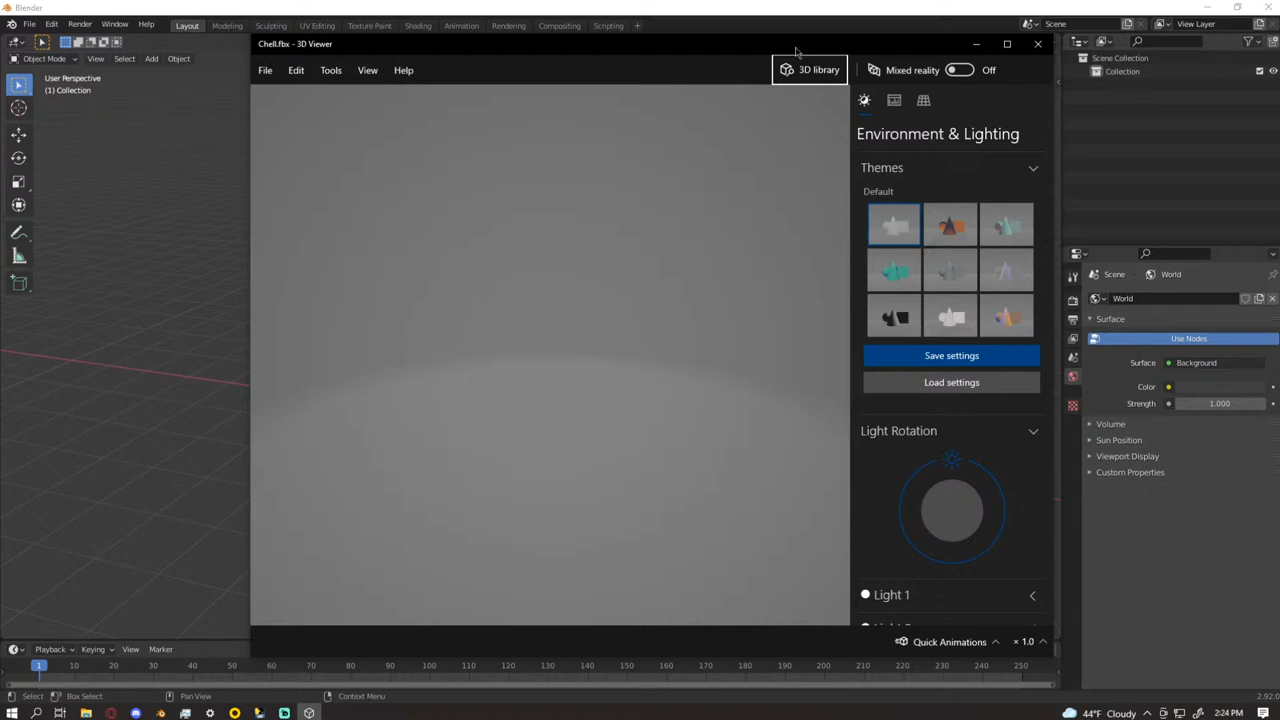 Blender
File Edit Render Window Help Layout Modeling Sculpting UV Editing Texture Paint Shading Animation Rendering Compositing Scripting + Scene View Layer
Object Mode View Select Add Object
User Perspective
(1) Collection
Chell.fbx - 3D Viewer
File Edit Tools View Help 3D library Mixed reality Off
Environment & Lighting
Themes
Default
Save settings
Load settings
Light Rotation
Light 1
Quick Animations × 1.0
Scene Collection
Collection
Scene World
World
Surface
Use Nodes
Surface Background
Color
Strength 1.000
Volume
Sun Position
Viewport Display
Custom Properties
Playback Keying View Marker
1 10 20 30 40 50 60 70 80 90 100 110 120 130 140 150 160 170 180 190 200 210 220 230 240 250
Select Box Select Pan View Context Menu 2.92.0
44°F Cloudy 2:24 PM